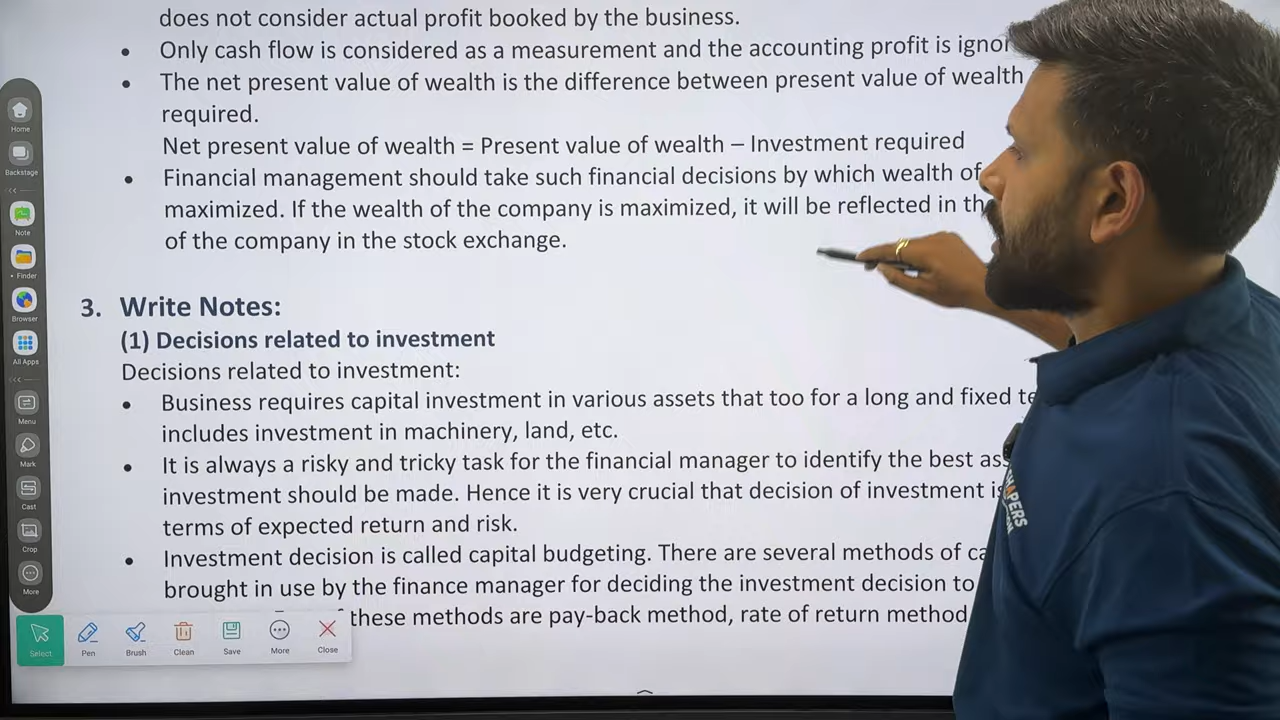 does not consider actual profit booked by the business.
• Only cash flow is considered as a measurement and the accounting profit is
• The net present value of wealth is the difference between present value of wealth
required.
Net present value of wealth = Present value of wealth – Investment required
• Financial management should take such financial decisions by which wealth of
maximized. If the wealth of the company is maximized, it will be reflected in
of the company in the stock exchange.
3. Write Notes:
(1) Decisions related to investment
Decisions related to investment:
• Business requires capital investment in various assets that too for a long and fixed
includes investment in machinery, land, etc.
• It is always a risky and tricky task for the financial manager to identify the best
investment should be made. Hence it is very crucial that decision of investment
terms of expected return and risk.
• Investment decision is called capital budgeting. There are several methods of
brought in use by the finance manager for deciding the investment decision to
these methods are pay-back method, rate of return method
Home
Backstage
Note
Finder
Browser
All Apps
Menu
Mark
Cast
Crop
More
Select
Pen
Brush
Clean
Save
More
Close